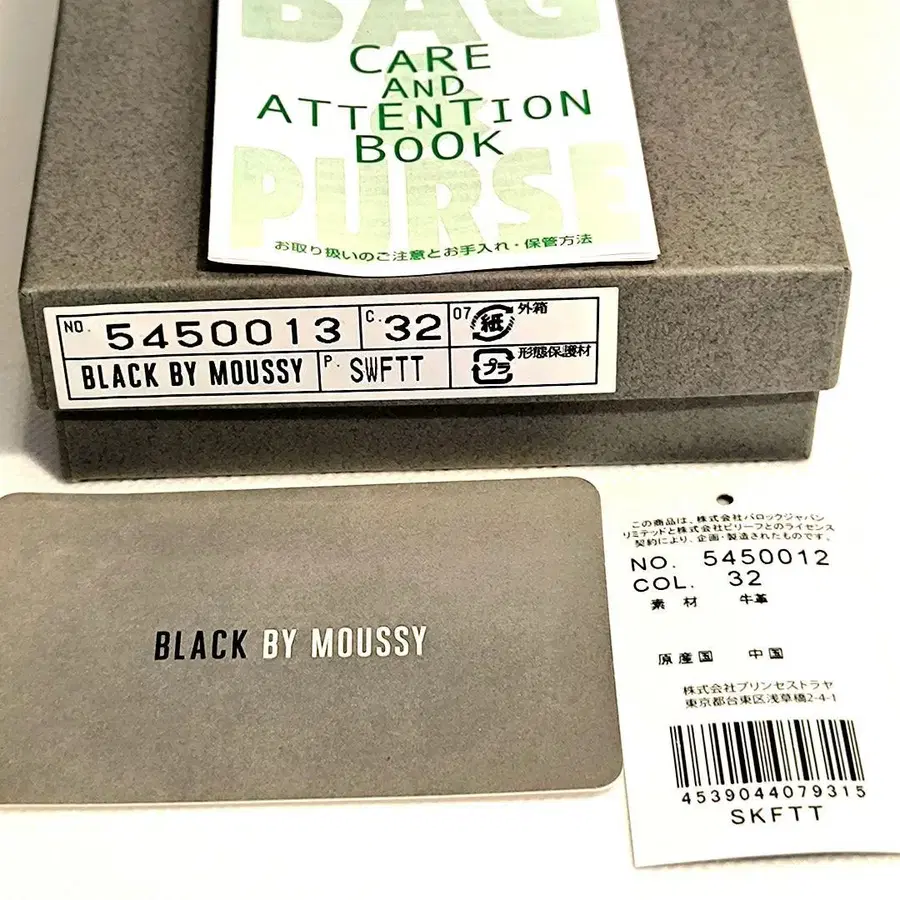 BAG
&
CARE
AND
ATTENTION
BOOK
PURSE
お取り扱いのご注意とお手入れ・保管方法
NO. 5450013 C. 32 07 紙 外箱
BLACK BY MOUSSY P. SWFTT プラ 形態保護材
BLACK BY MOUSSY
この商品は、株式会社バロックジャパン
リミテッドと株式会社ビリーフとのライセンス
契約により、企画・製造されたものです。
NO. 5450012
COL. 32
素材 牛革
原産国 中国
株式会社プリンセストラヤ
東京都台東区浅草橋2-4-1
4539044079315
SKFTT